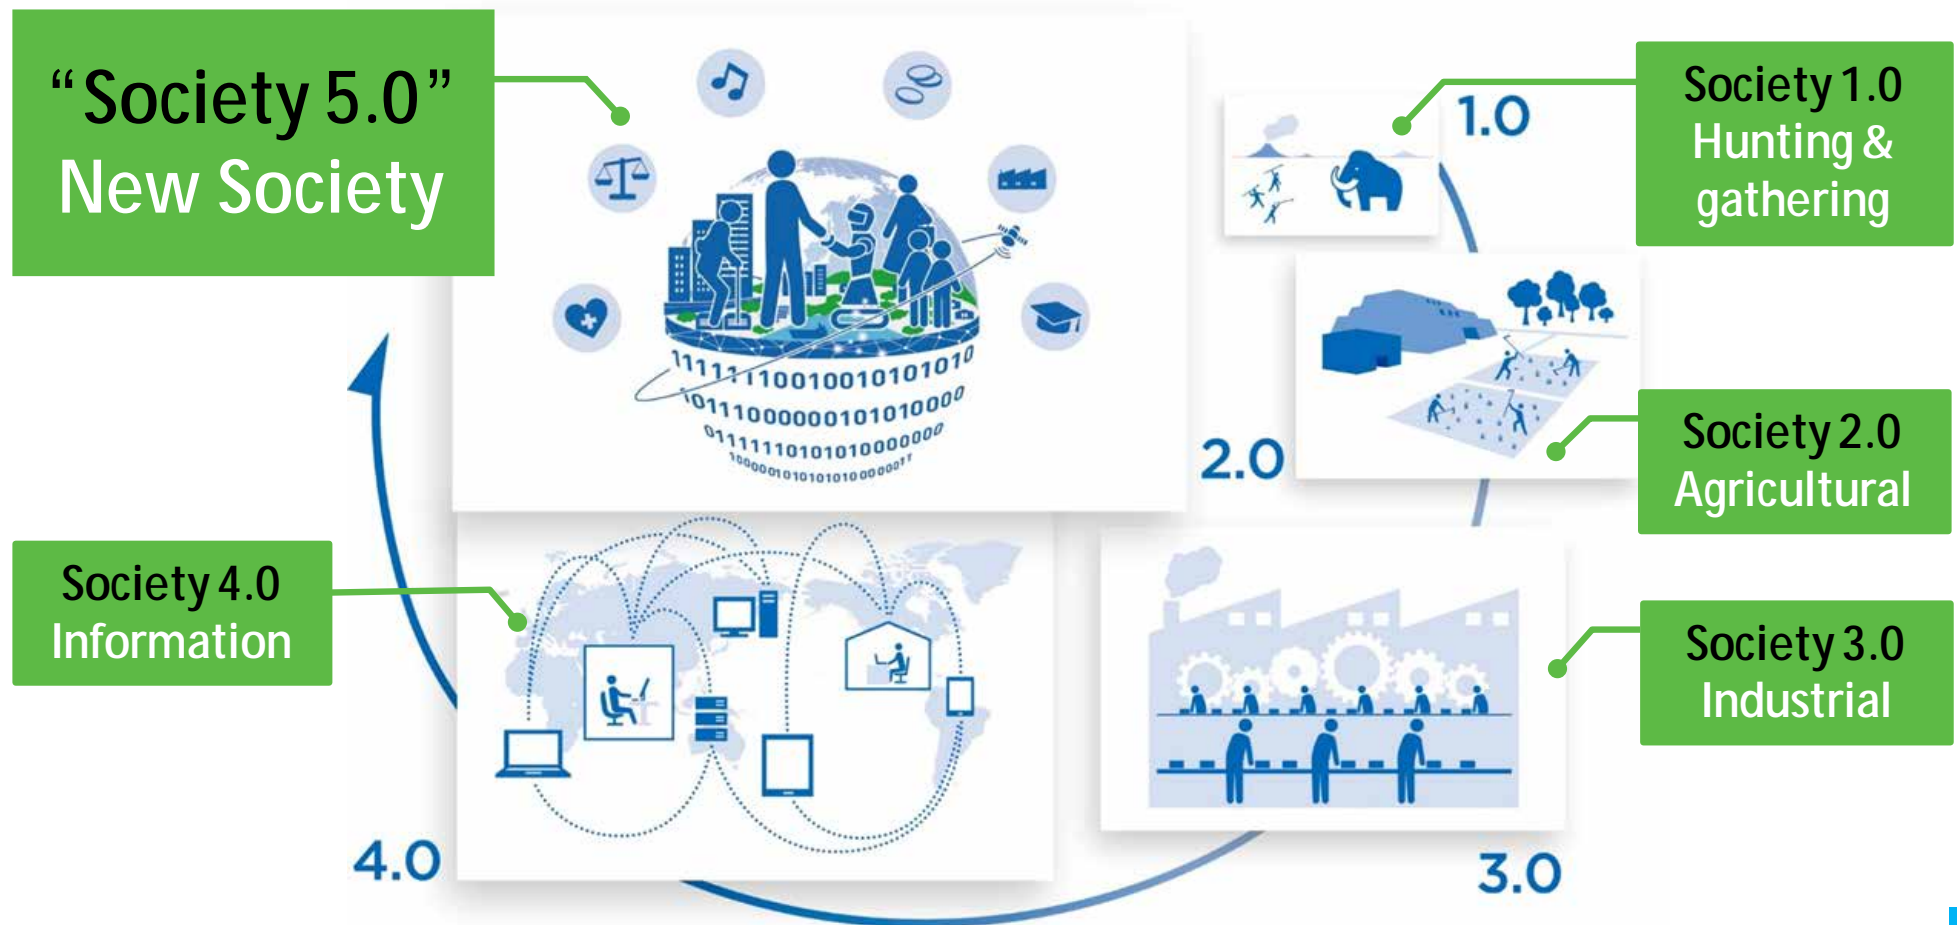 “Society 5.0”
New Society
1.0
Society 1.0
Hunting &
gathering
2.0
Society 2.0
Agricultural
3.0
Society 3.0
Industrial
4.0
Society 4.0
Information
1111111001001010101010